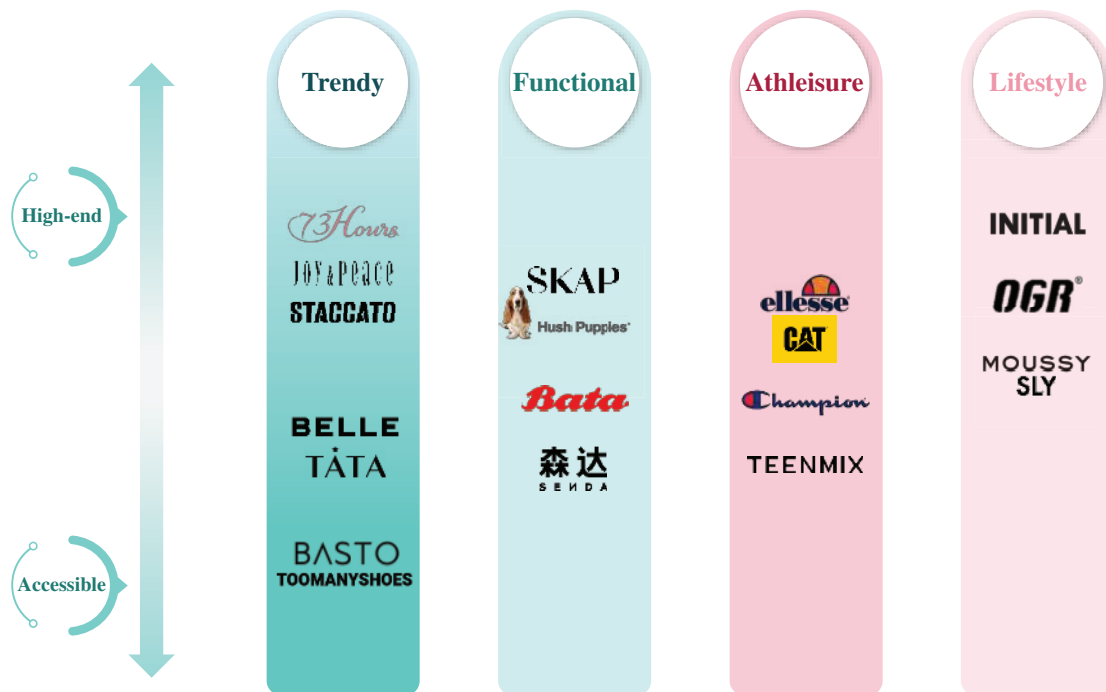 Trendy
Functional
Athleisure
Lifestyle
High-end
Accessible
73Hours
JOY & PEACE
STACCATO
BELLE
TATA
BASTO
TOOMANYSHOES
SKAP
Hush Puppies®
Bata
森达
SENDA
ellesse
CAT
Champion
TEENMIX
INITIAL
OGR®
MOUSSY
SLY